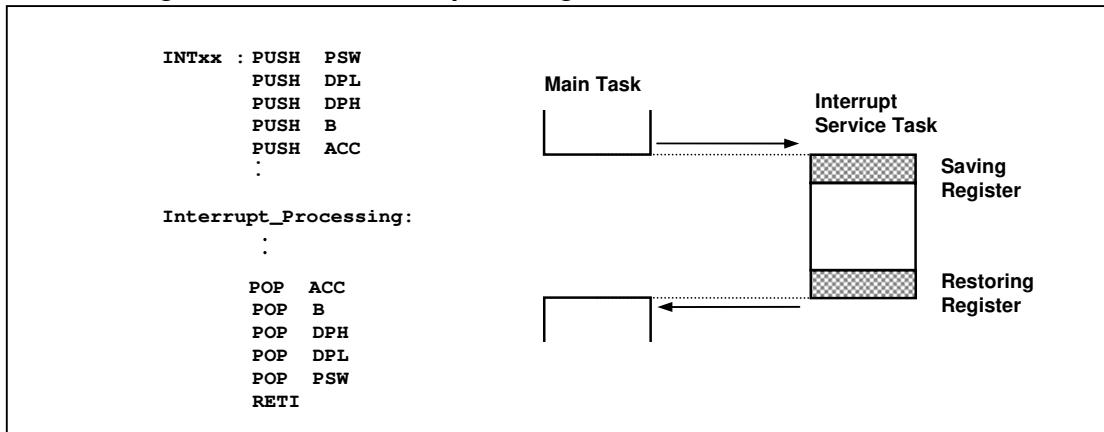 INTxx : PUSH PSW
PUSH DPL
PUSH DPH
PUSH B
PUSH ACC
:
Interrupt_Processing:
:
POP ACC
POP B
POP DPH
POP DPL
POP PSW
RETI
Main Task
Interrupt
Service Task
Saving
Register
Restoring
Register